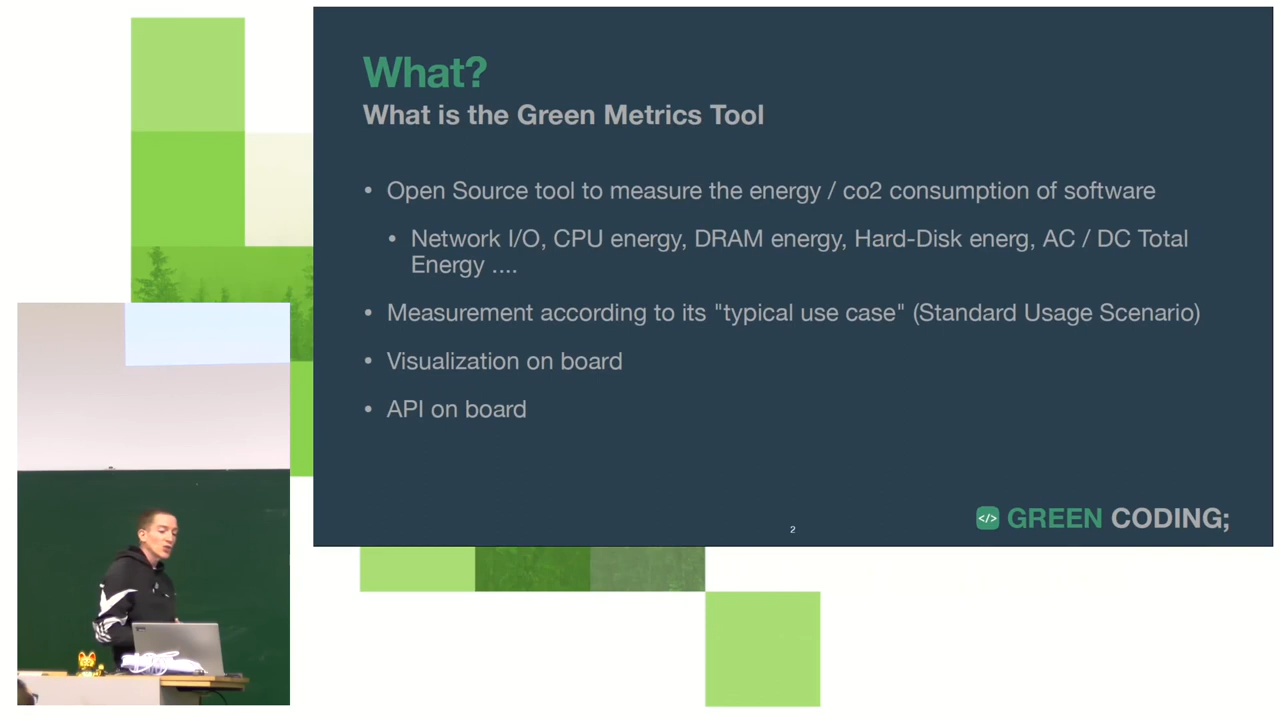 What?
What is the Green Metrics Tool
• Open Source tool to measure the energy / co2 consumption of software
• Network I/O, CPU energy, DRAM energy, Hard-Disk energ, AC / DC Total
Energy ....
• Measurement according to its "typical use case" (Standard Usage Scenario)
• Visualization on board
• API on board
</> GREEN CODING;
2